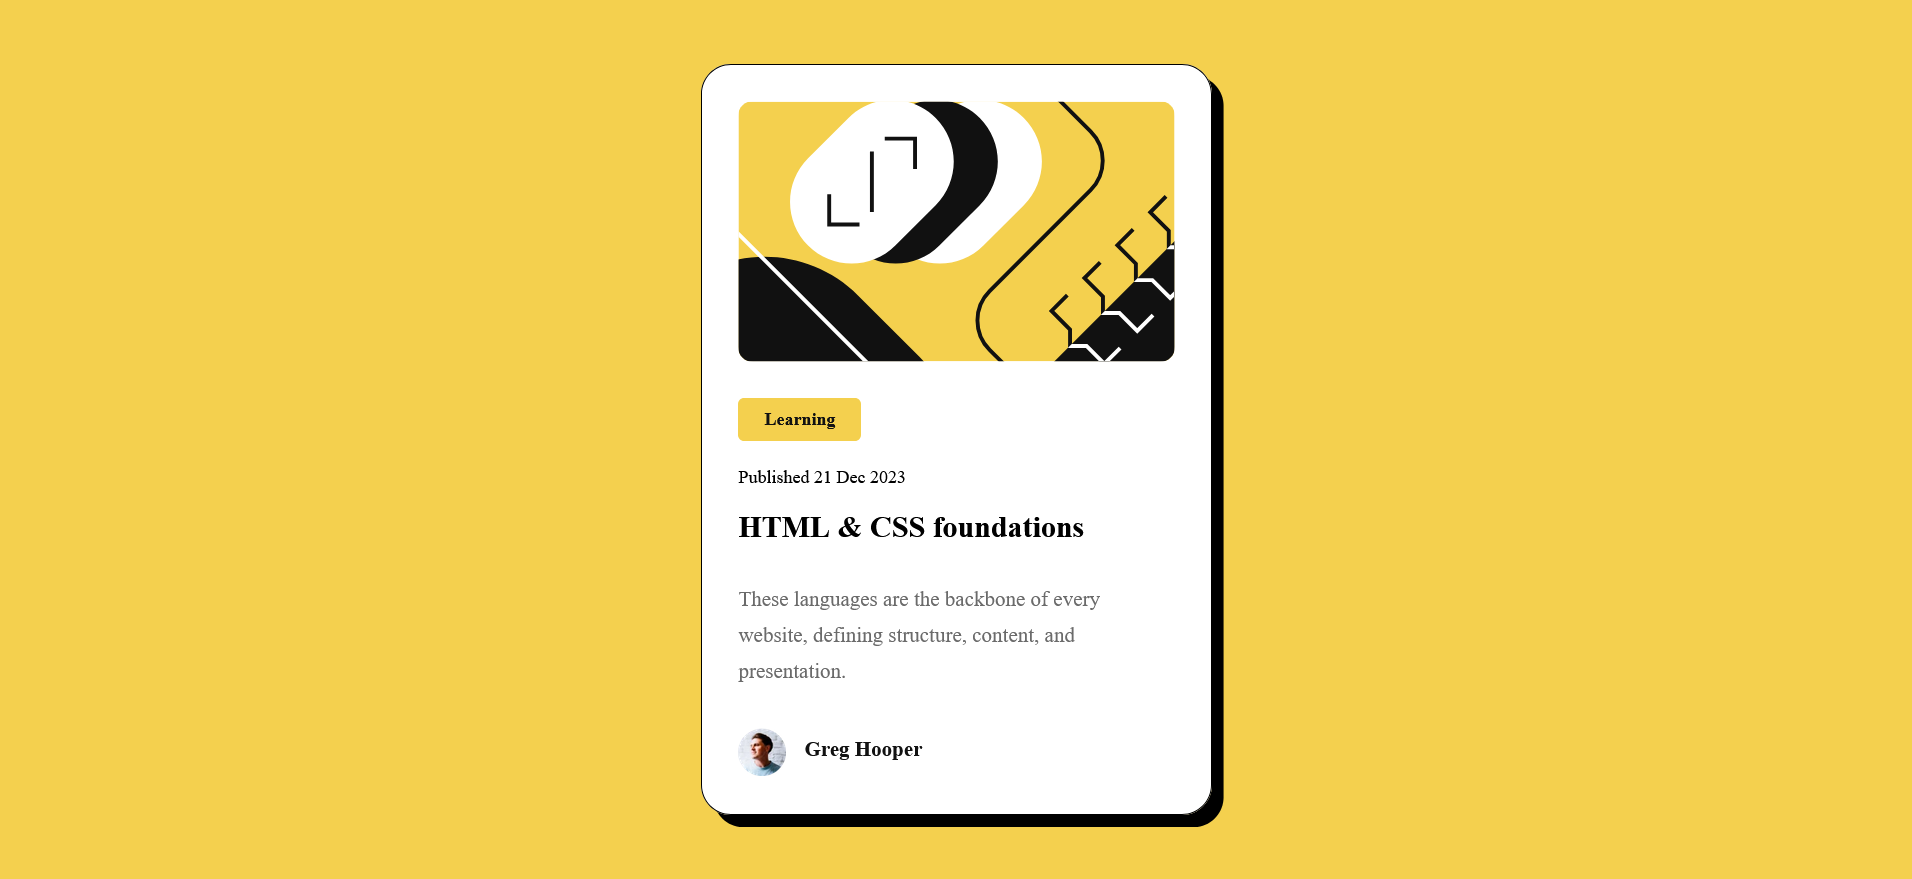 Learning
Published 21 Dec 2023
HTML & CSS foundations
These languages are the backbone of every
website, defining structure, content, and
presentation.
Greg Hooper